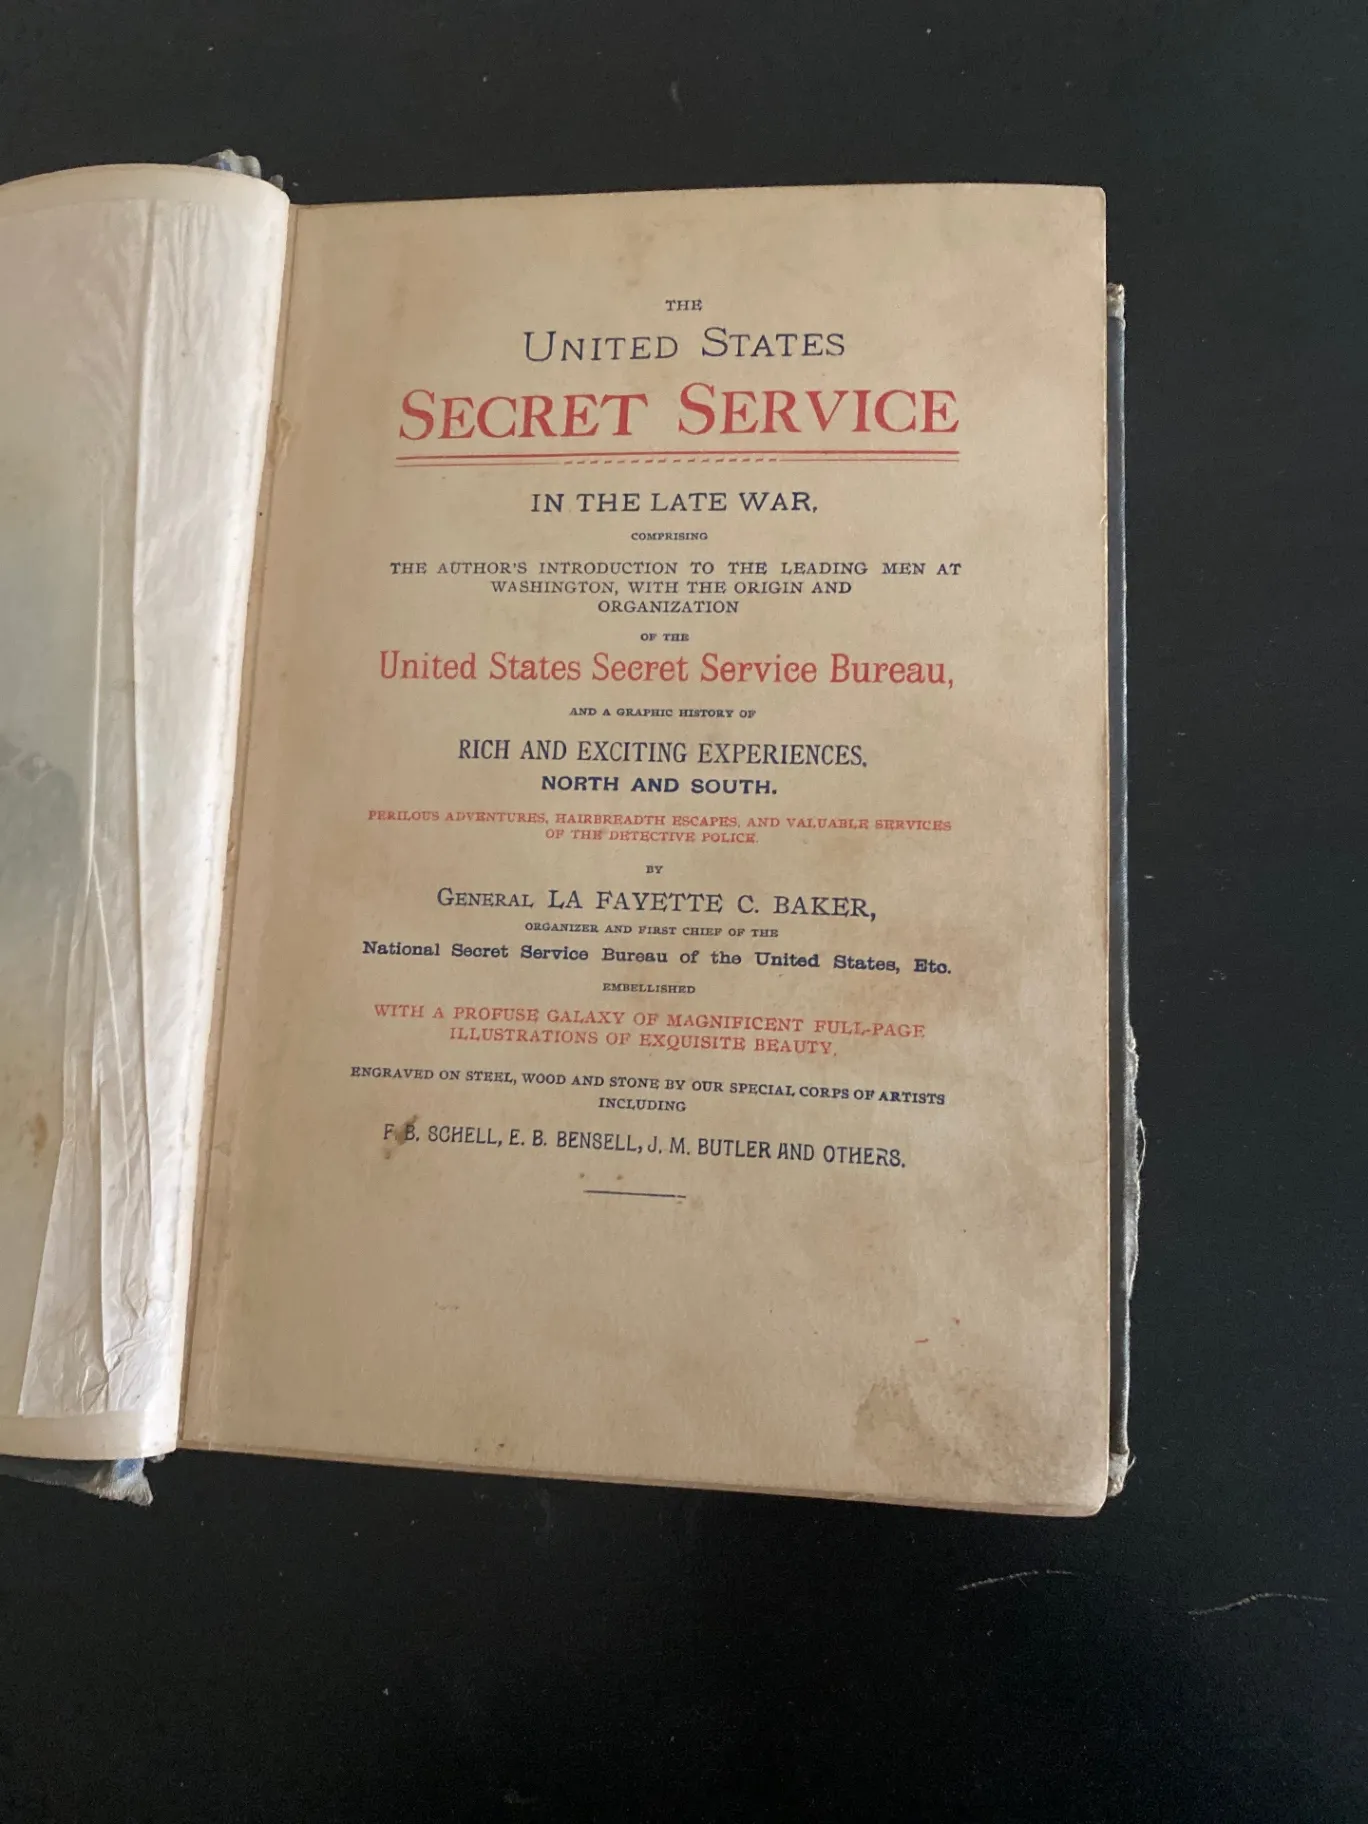 THE
UNITED STATES
SECRET SERVICE
IN THE LATE WAR,
COMPRISING
THE AUTHOR'S INTRODUCTION TO THE LEADING MEN AT
WASHINGTON, WITH THE ORIGIN AND
ORGANIZATION
OF THE
United States Secret Service Bureau,
AND A GRAPHIC HISTORY OF
RICH AND EXCITING EXPERIENCES,
NORTH AND SOUTH.
PERILOUS ADVENTURES, HAIRBREADTH ESCAPES, AND VALUABLE SERVICES
OF THE DETECTIVE POLICE.
BY
GENERAL LA FAYETTE C. BAKER,
ORGANIZER AND FIRST CHIEF OF THE
National Secret Service Bureau of the United States, Etc.
EMBELLISHED
WITH A PROFUSE GALAXY OF MAGNIFICENT FULL-PAGE
ILLUSTRATIONS OF EXQUISITE BEAUTY,
ENGRAVED ON STEEL, WOOD AND STONE BY OUR SPECIAL CORPS OF ARTISTS
INCLUDING
F. B. SCHELL, E. B. BENSELL, J. M. BUTLER AND OTHERS.